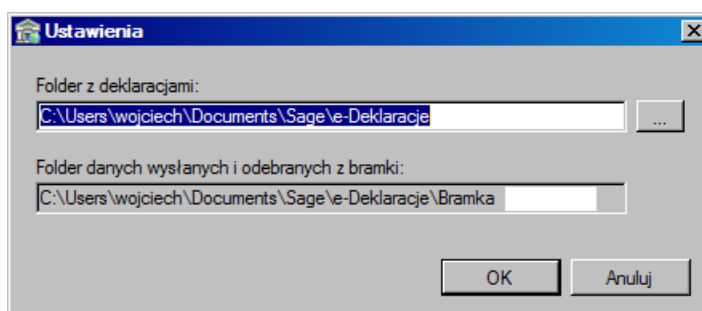 Ustawienia
Folder z deklaracjami:
C:\Users\wojciech\Documents\Sage\e-Deklaracje
...
Folder danych wysłanych i odebranych z bramki:
C:\Users\wojciech\Documents\Sage\e-Deklaracje\Bramka
OK Anuluj